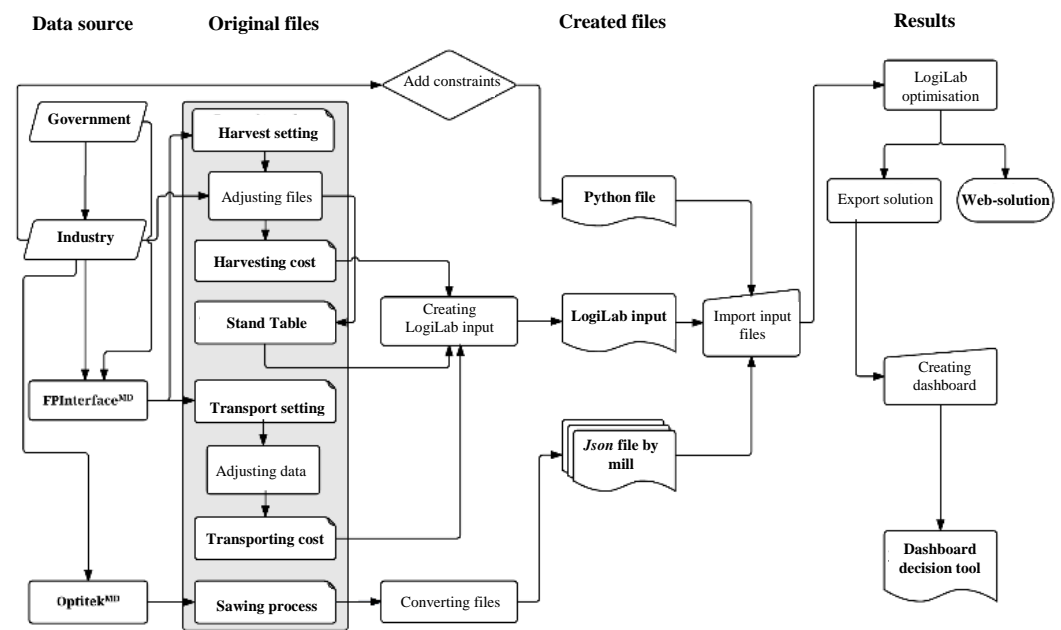 Data source
Original files
Created files
Results
Add constraints
LogiLab
optimisation
Government
Harvest setting
Adjusting files
Export solution
Web-solution
Python file
Industry
Harvesting cost
Creating
LogiLab input
LogiLab input
Import input
files
Stand Table
Creating
dashboard
FPInterfaceᴹᴰ
Transport setting
Json file by
mill
Adjusting data
Transporting cost
Dashboard
decision tool
Optitekᴹᴰ
Sawing process
Converting files